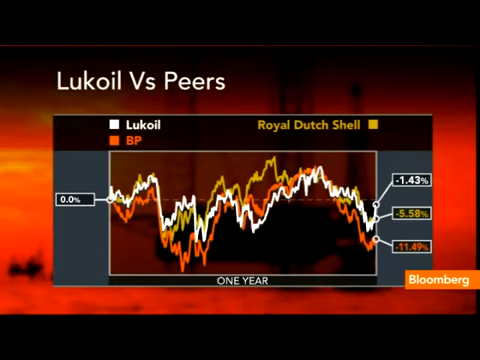 Lukoil Vs Peers
Lukoil
Royal Dutch Shell
BP
0.0%
-1.43%
-5.58%
-11.49%
ONE YEAR
Bloomberg